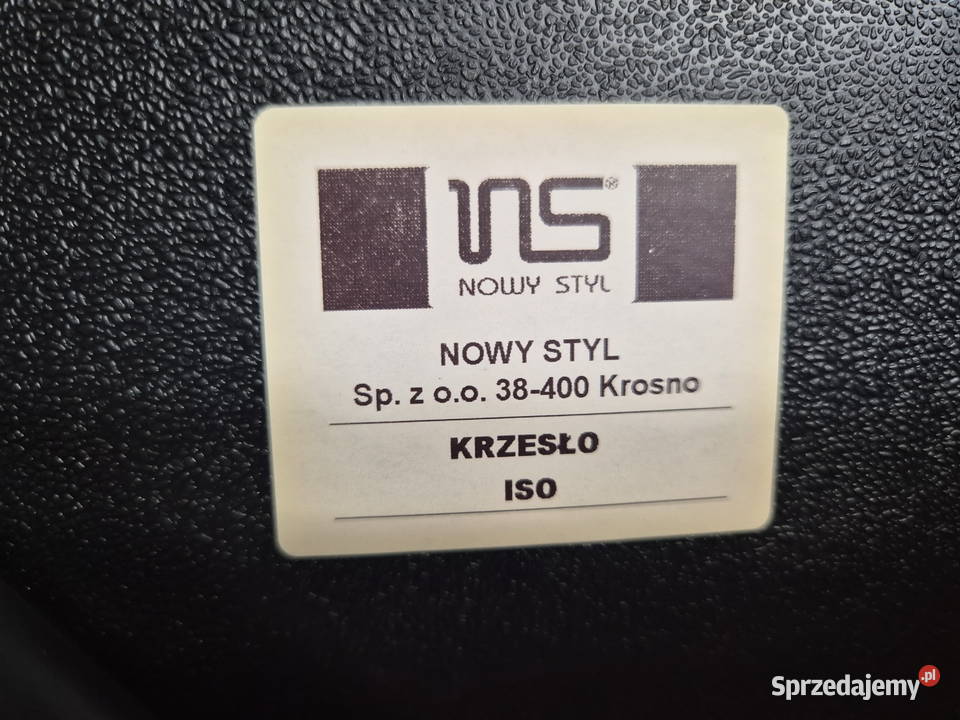 NS®
NOWY STYL
NOWY STYL
Sp. z o.o. 38-400 Krosno
KRZESŁO
ISO
Sprzedajemy.pl